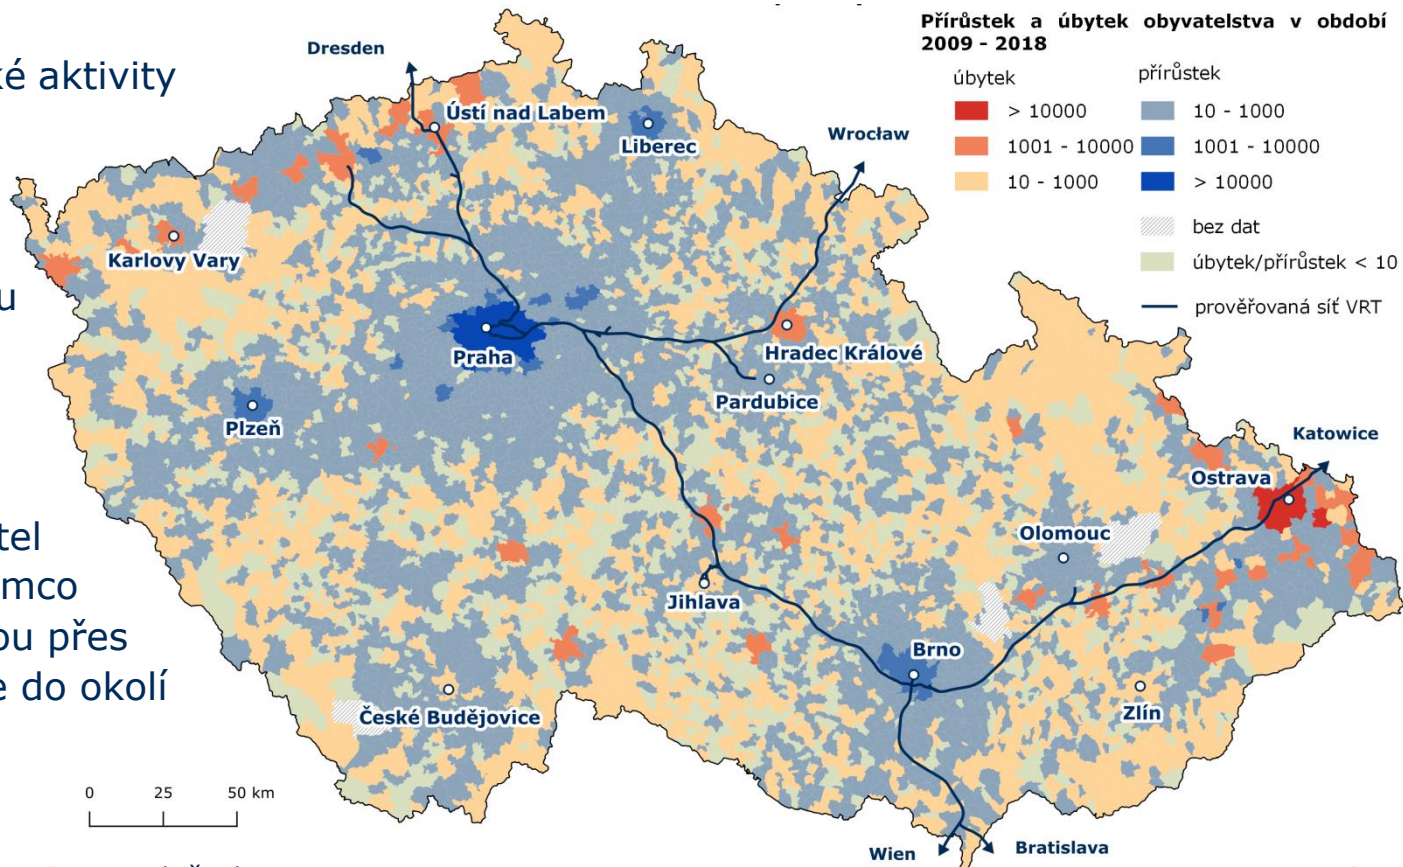 ké aktivity
u
tel
mco
ou přes
e do okolí
Přírůstek a úbytek obyvatelstva v období
2009 - 2018
úbytek
přírůstek
> 10000
10 - 1000
1001 - 10000
1001 - 10000
10 - 1000
> 10000
bez dat
úbytek/přírůstek < 10
prověřovaná síť VRT
Dresden
Ústí nad Labem
Liberec
Wrocław
Karlovy Vary
Praha
Hradec Králové
Pardubice
Plzeň
Katowice
Ostrava
Olomouc
Jihlava
Brno
Zlín
České Budějovice
0 25 50 km
Wien
Bratislava